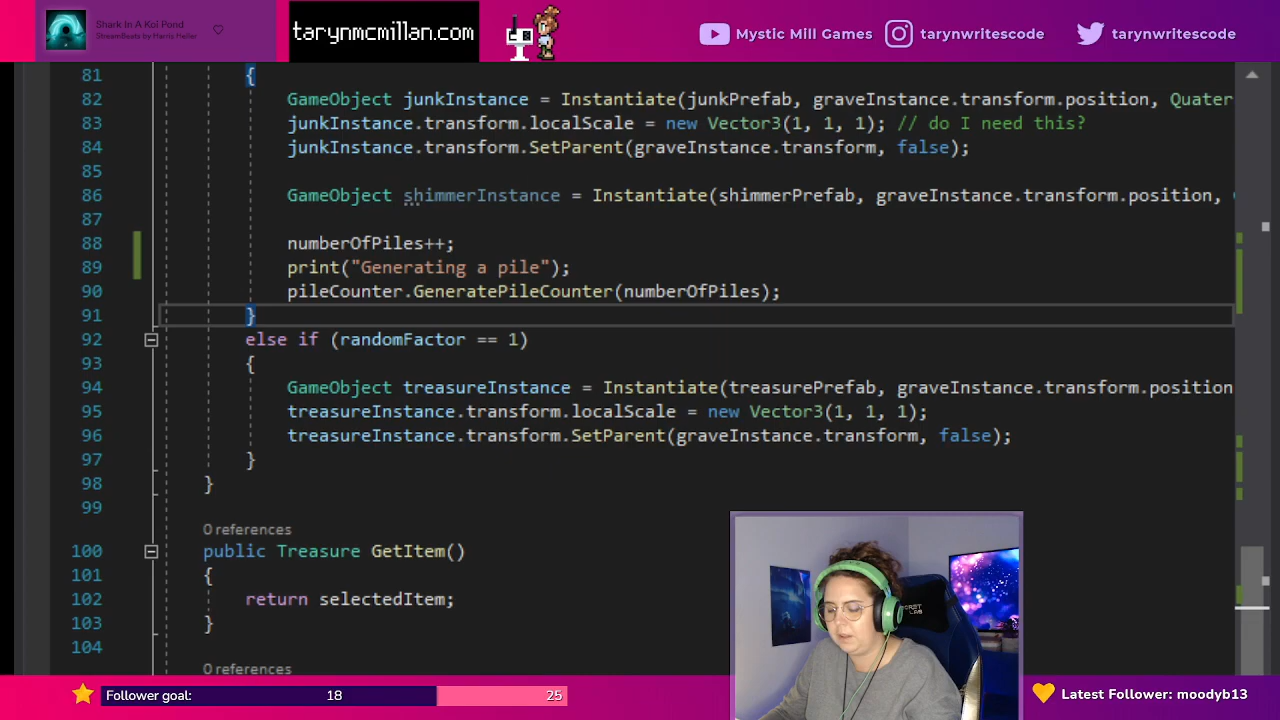 Shark In A Koi Pond
StreamBeats by Harris Heller
tarynmcmillan.com
Mystic Mill Games
tarynwritescode
tarynwritescode
81 {
82 GameObject junkInstance = Instantiate(junkPrefab, graveInstance.transform.position, Quater
83 junkInstance.transform.localScale = new Vector3(1, 1, 1); // do I need this?
84 junkInstance.transform.SetParent(graveInstance.transform, false);
85
86 GameObject shimmerInstance = Instantiate(shimmerPrefab, graveInstance.transform.position,
87
88 numberOfPiles++;
89 print("Generating a pile");
90 pileCounter.GeneratePileCounter(numberOfPiles);
91 }
92 else if (randomFactor == 1)
93 {
94 GameObject treasureInstance = Instantiate(treasurePrefab, graveInstance.transform.position
95 treasureInstance.transform.localScale = new Vector3(1, 1, 1);
96 treasureInstance.transform.SetParent(graveInstance.transform, false);
97 }
98 }
99
0 references
100 public Treasure GetItem()
101 {
102 return selectedItem;
103 }
104
0 references
Follower goal: 18 25
Latest Follower: moodyb13